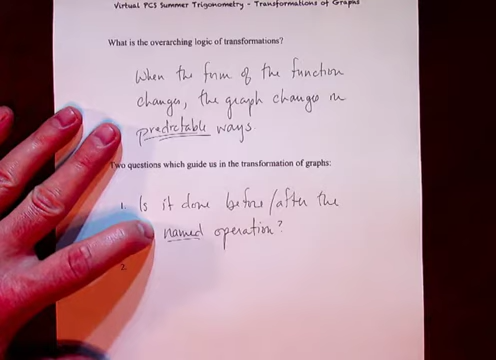 Virtual PCS Summer Trigonometry - Transformations of Graphs
What is the overarching logic of transformations?
When the form of the function
changes, the graph changes in
predictable ways.
Two questions which guide us in the transformation of graphs:
1. Is it done before/after the
named operation?
2.